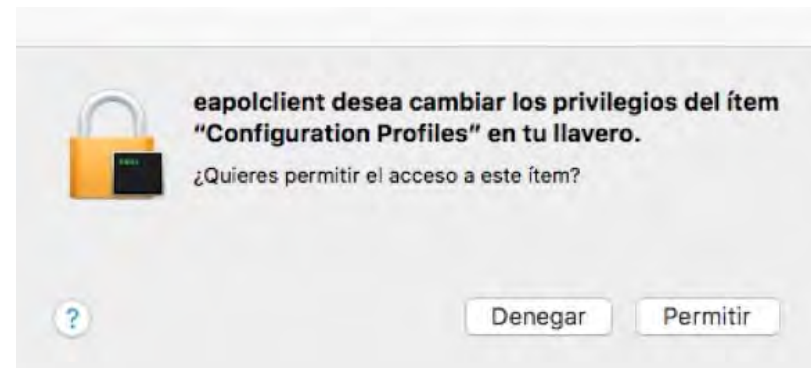 eapolclient desea cambiar los privilegios del ítem
“Configuration Profiles” en tu llavero.
¿Quieres permitir el acceso a este ítem?
?
Denegar
Permitir